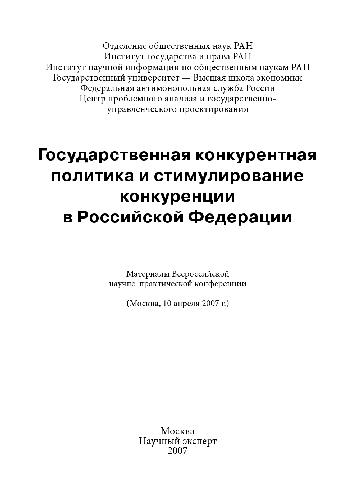 Отделение общественных наук РАН
Институт государства и права РАН
Институт научной информации по общественным наукам РАН
Государственный университет — Высшая школа экономики
Федеральная антимонопольная служба России
Центр проблемного анализа и государственно-
управленческого проектирования
Государственная конкурентная
политика и стимулирование
конкуренции
в Российской Федерации
Материалы Всероссийской
научно-практической конференции
(Москва, 10 апреля 2007 г.)
Москва
Научный эксперт
2007